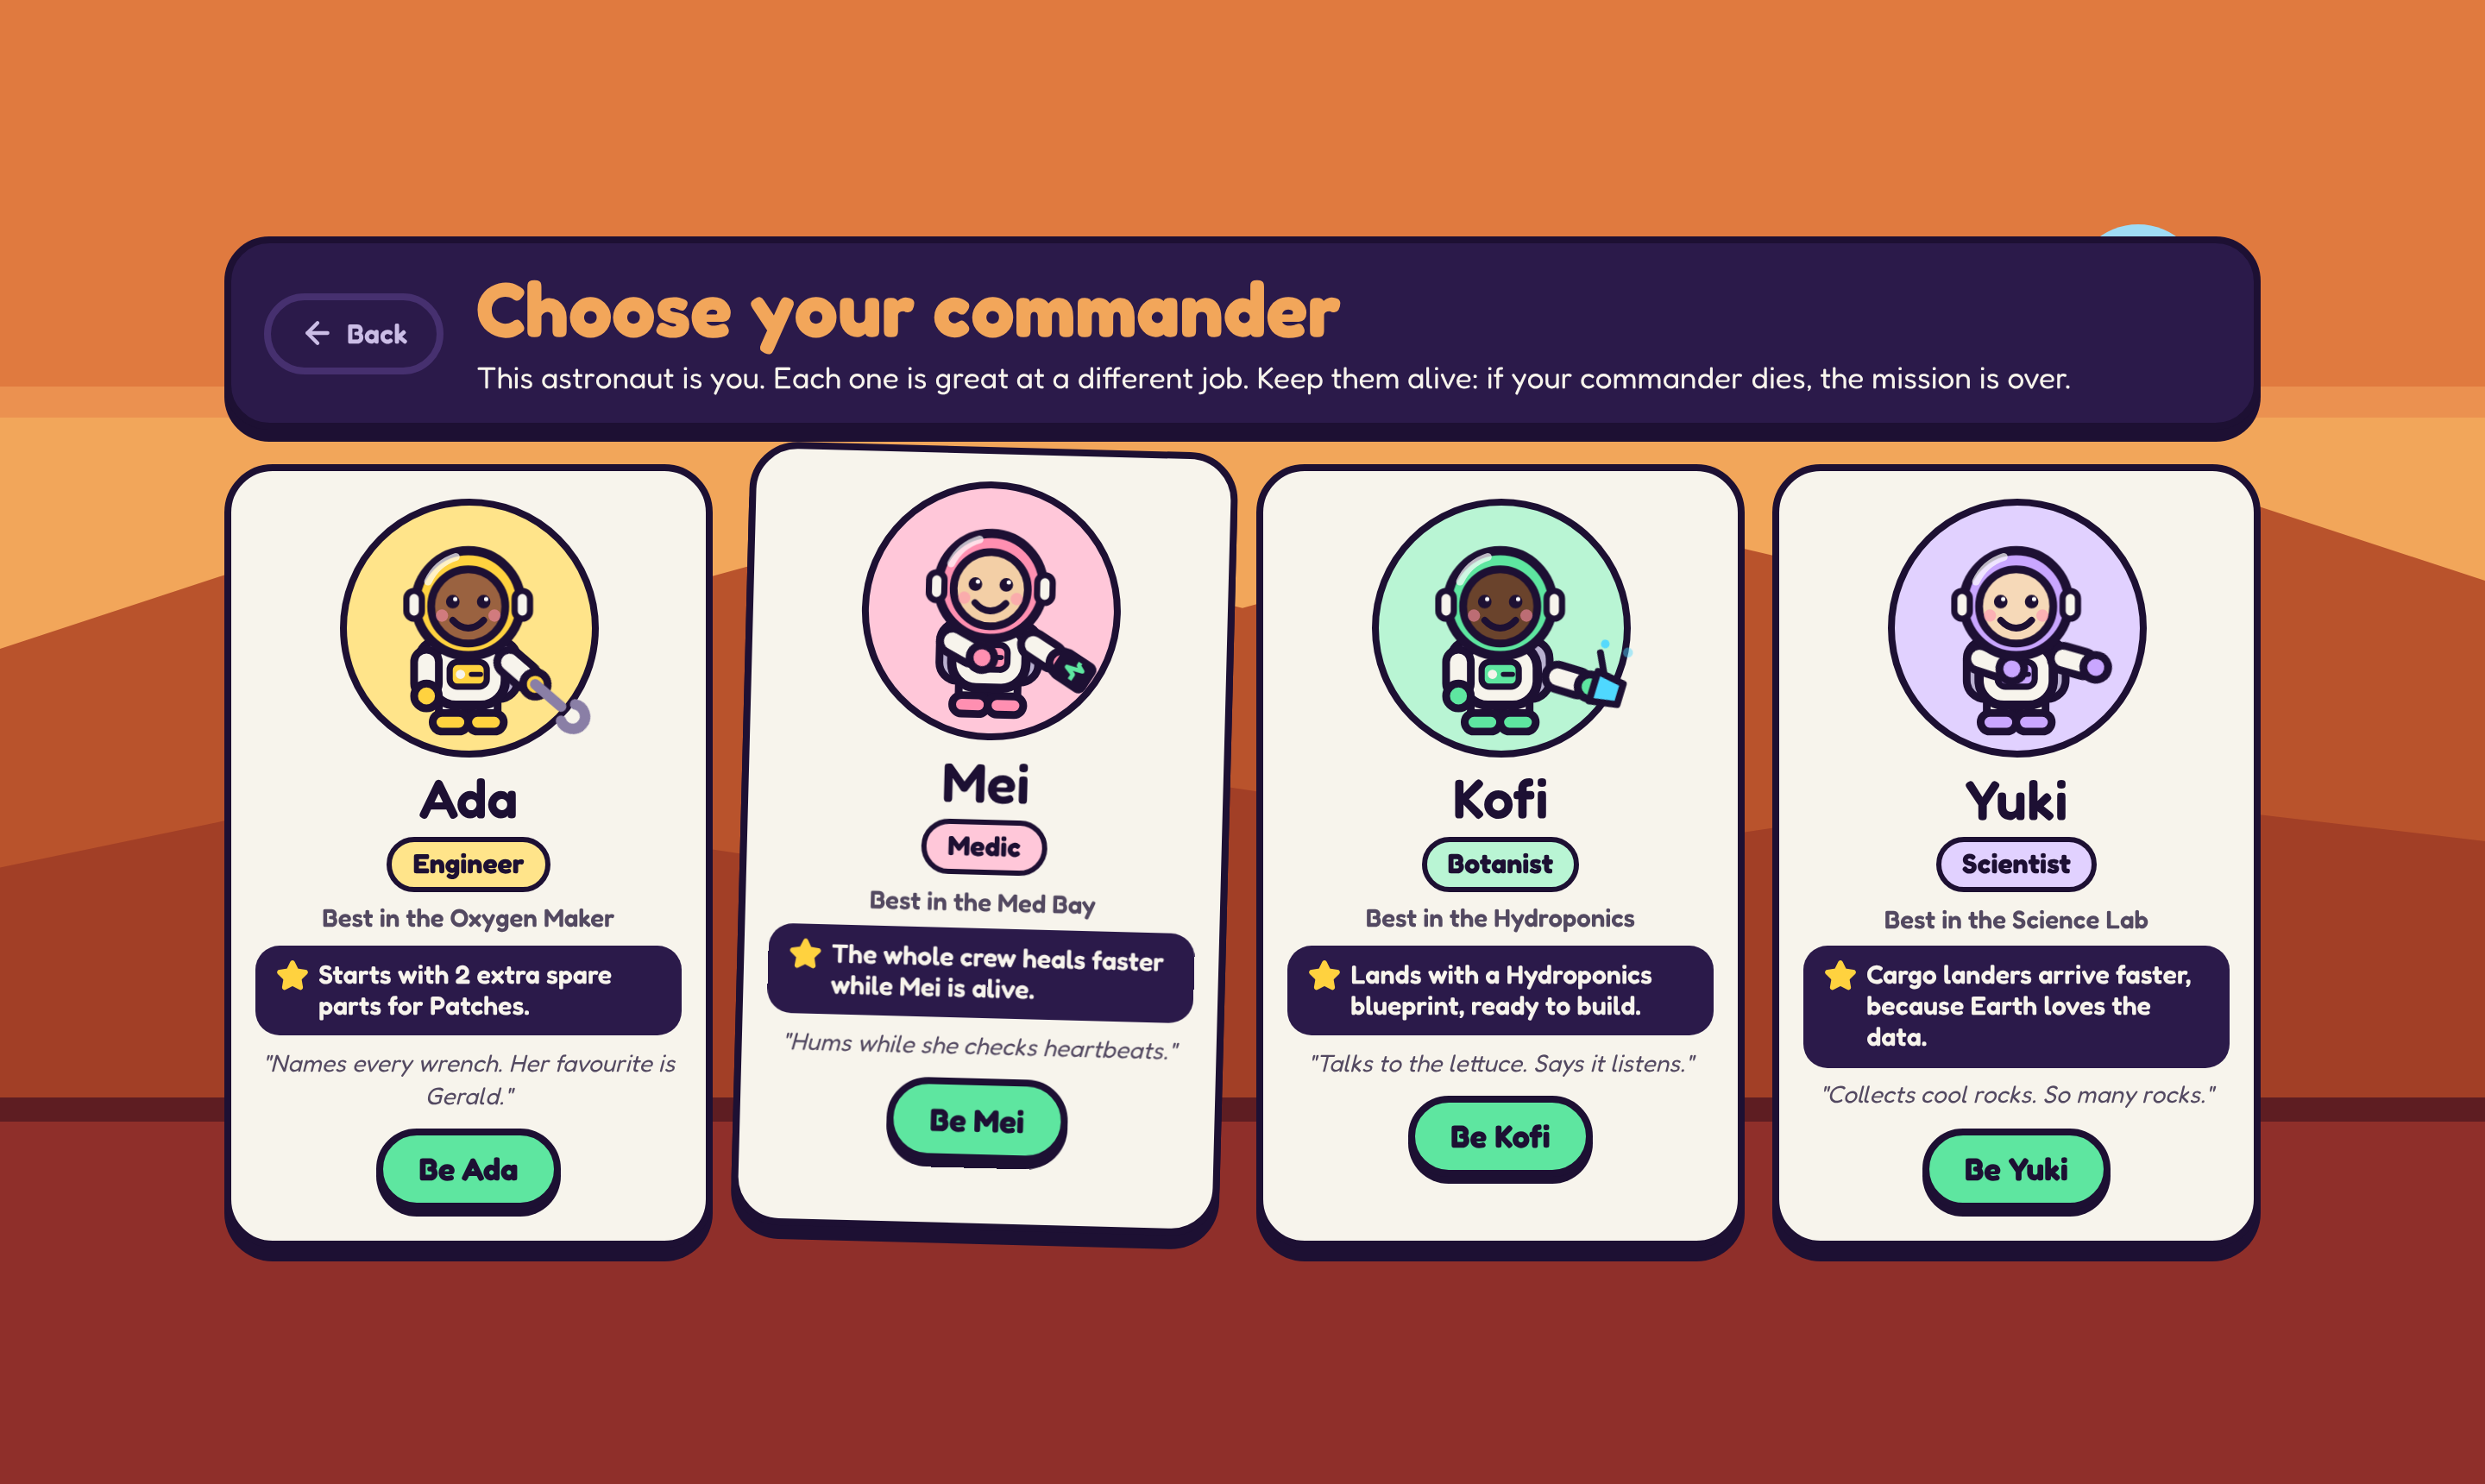 Back
Choose your commander
This astronaut is you. Each one is great at a different job. Keep them alive: if your commander dies, the mission is over.
Ada
Engineer
Best in the Oxygen Maker
Starts with 2 extra spare
parts for Patches.
"Names every wrench. Her favourite is
Gerald."
Be Ada
Mei
Medic
Best in the Med Bay
The whole crew heals faster
while Mei is alive.
"Hums while she checks heartbeats."
Be Mei
Kofi
Botanist
Best in the Hydroponics
Lands with a Hydroponics
blueprint, ready to build.
"Talks to the lettuce. Says it listens."
Be Kofi
Yuki
Scientist
Best in the Science Lab
Cargo landers arrive faster,
because Earth loves the
data.
"Collects cool rocks. So many rocks."
Be Yuki